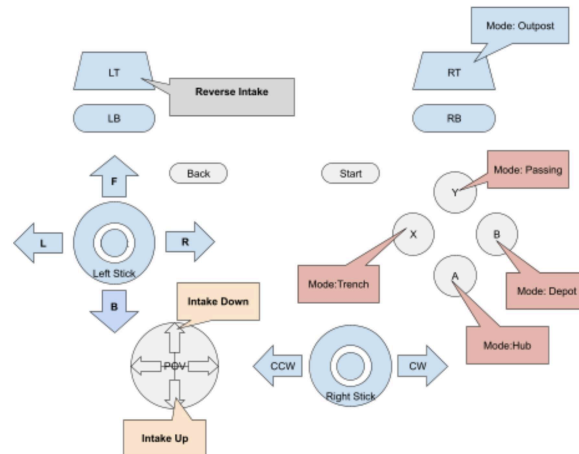 Mode: Outpost
LT
RT
Reverse Intake
LB
RB
Back
Start
Mode: Passing
F
Y
L
R
X
B
Left Stick
Mode:Trench
A
Mode: Depot
B
Intake Down
Mode:Hub
POV
CCW
CW
Right Stick
Intake Up